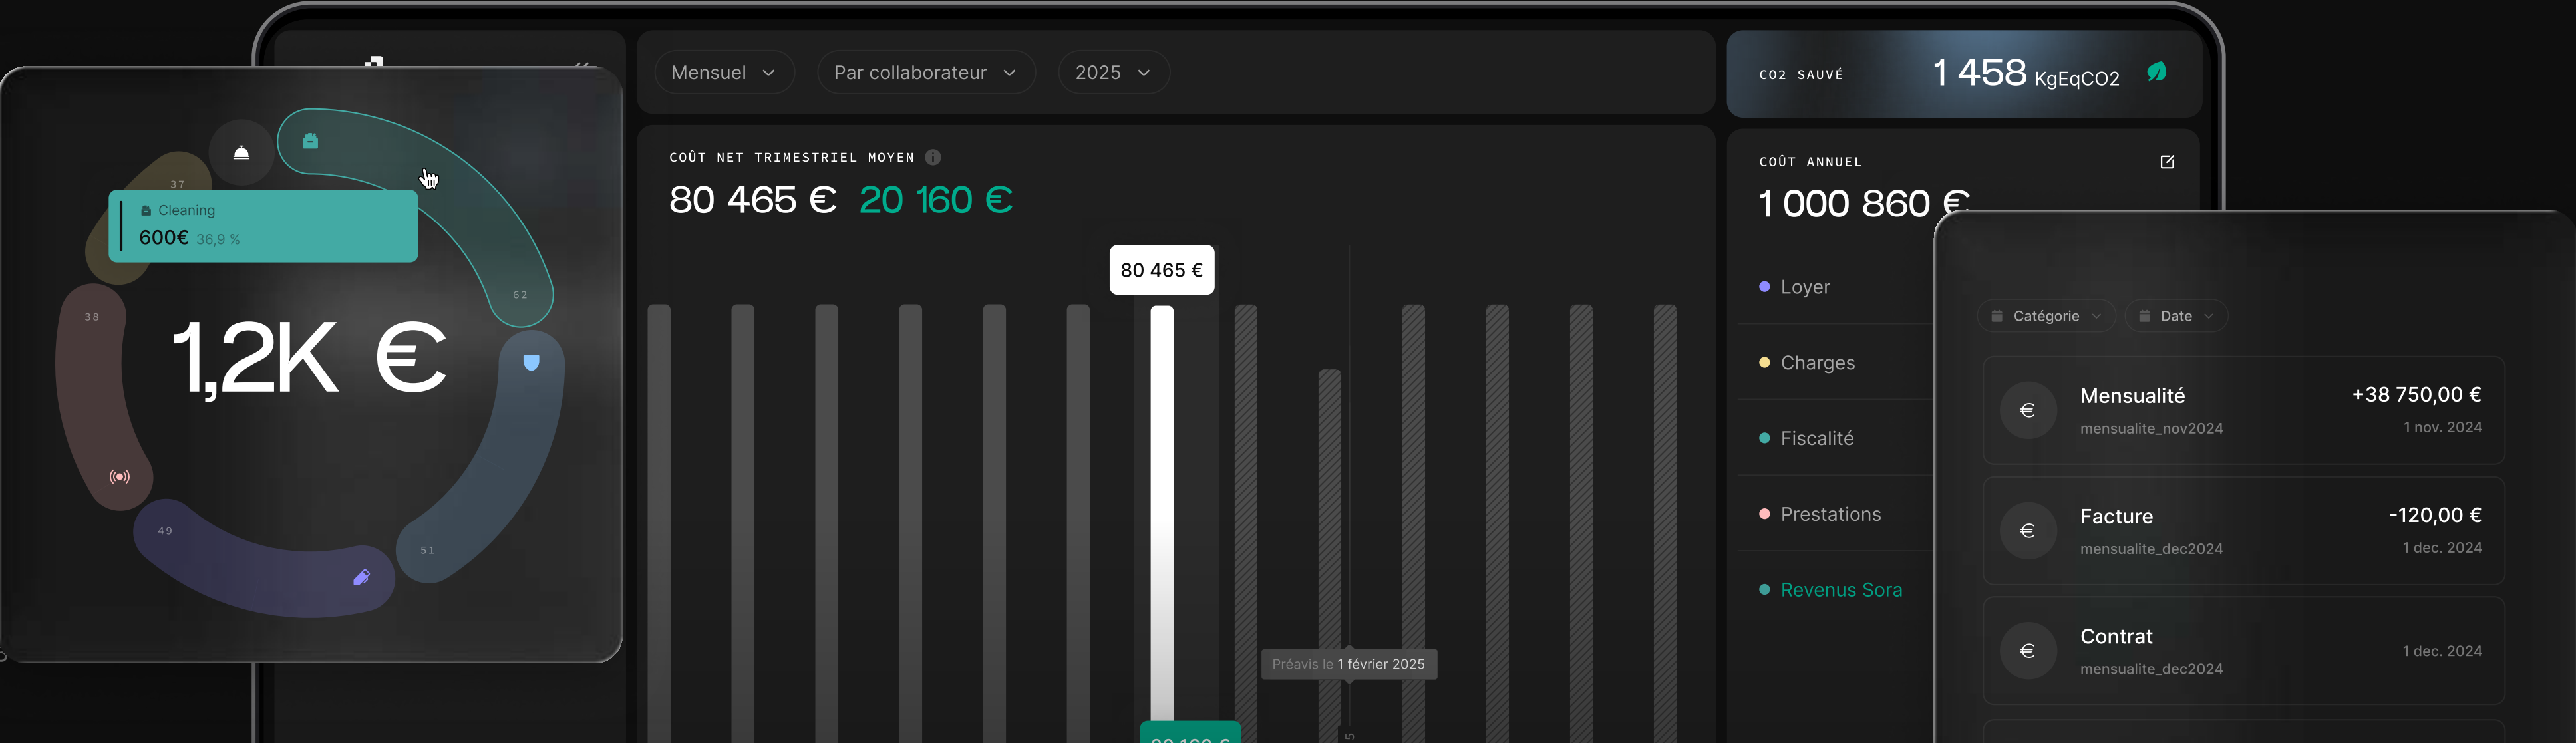 37
Cleaning
600€ 36,9 %
62
38
1,2K €
49
51
Mensuel
Par collaborateur
2025
COÛT NET TRIMESTRIEL MOYEN
80 465 € 20 160 €
80 465 €
Préavis le 1 février 2025
5
CO2 SAUVÉ
1 458 KgEqCO2
COÛT ANNUEL
1 000 860 €
Loyer
Charges
Fiscalité
Prestations
Revenus Sora
Catégorie
Date
Mensualité
+38 750,00 €
mensualite_nov2024
1 nov. 2024
Facture
-120,00 €
mensualite_dec2024
1 dec. 2024
Contrat
mensualite_dec2024
1 dec. 2024